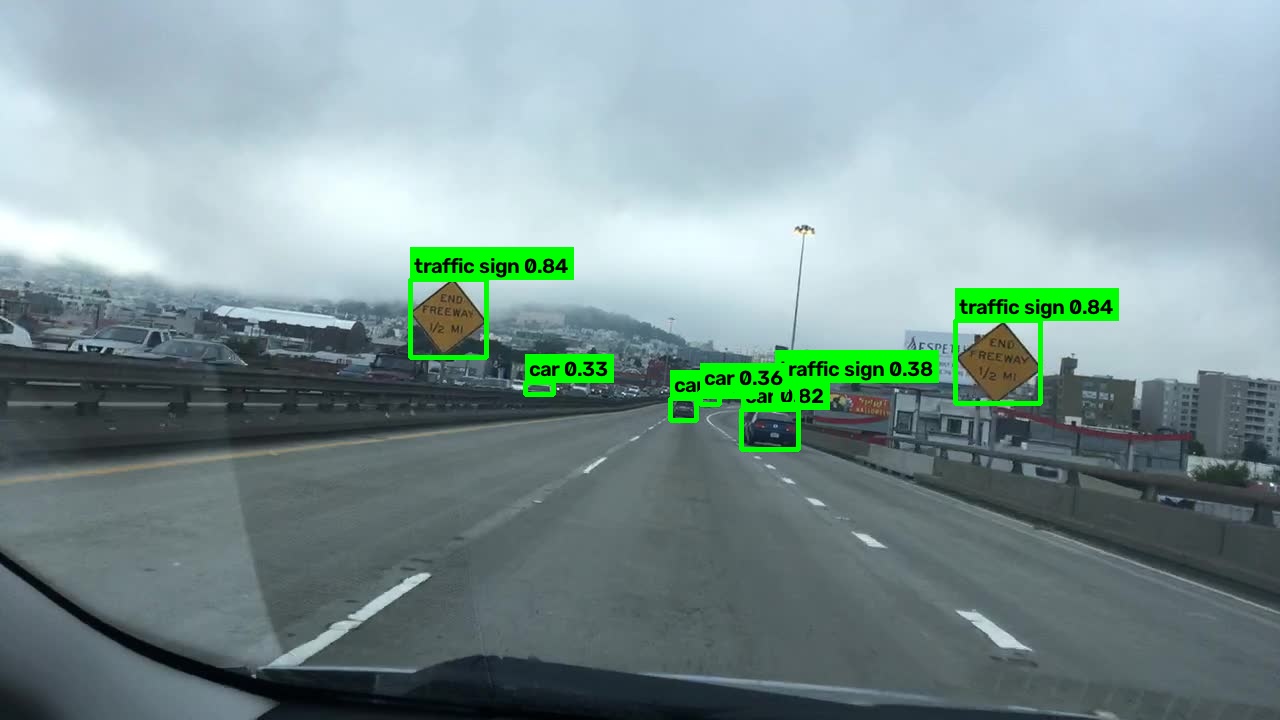 traffic sign 0.84
END
FREEWAY
1/2 MI
traffic sign 0.84
END
FREEWAY
1/2 MI
car 0.33
car 0.36
traffic sign 0.38
car 0.82
car